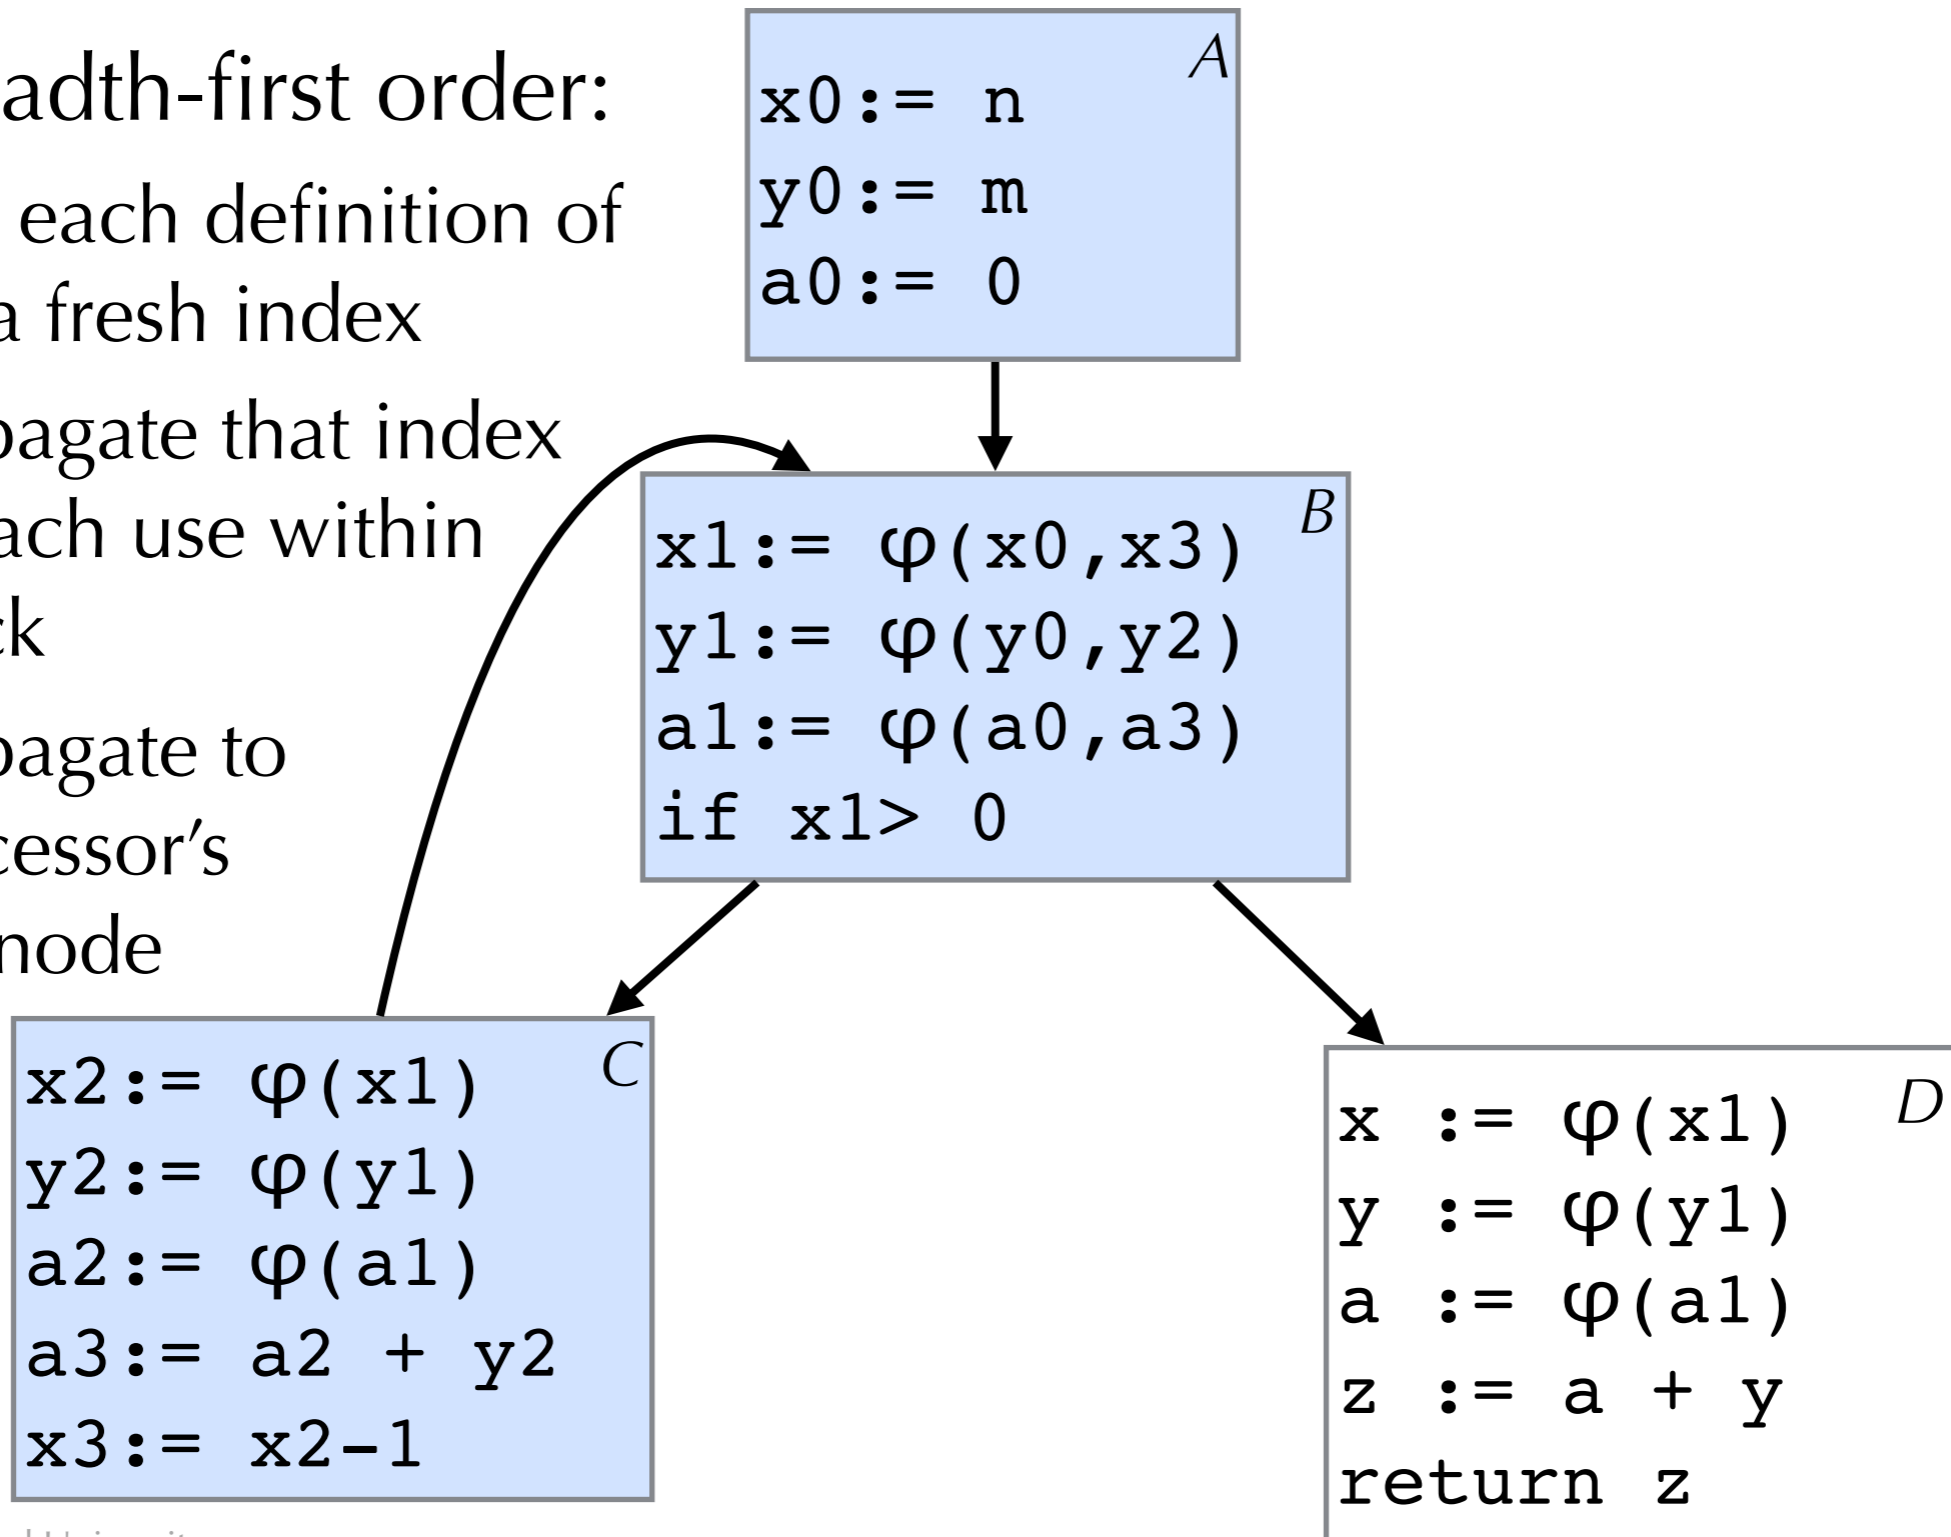 adth-first order:
each definition of
a fresh index
pagate that index
ach use within
ck
pagate to
cessor's
node
A
x0:= n
y0:= m
a0:= 0
B
x1:= φ(x0,x3)
y1:= φ(y0,y2)
a1:= φ(a0,a3)
if x1> 0
C
x2:= φ(x1)
y2:= φ(y1)
a2:= φ(a1)
a3:= a2 + y2
x3:= x2-1
D
x := φ(x1)
y := φ(y1)
a := φ(a1)
z := a + y
return z